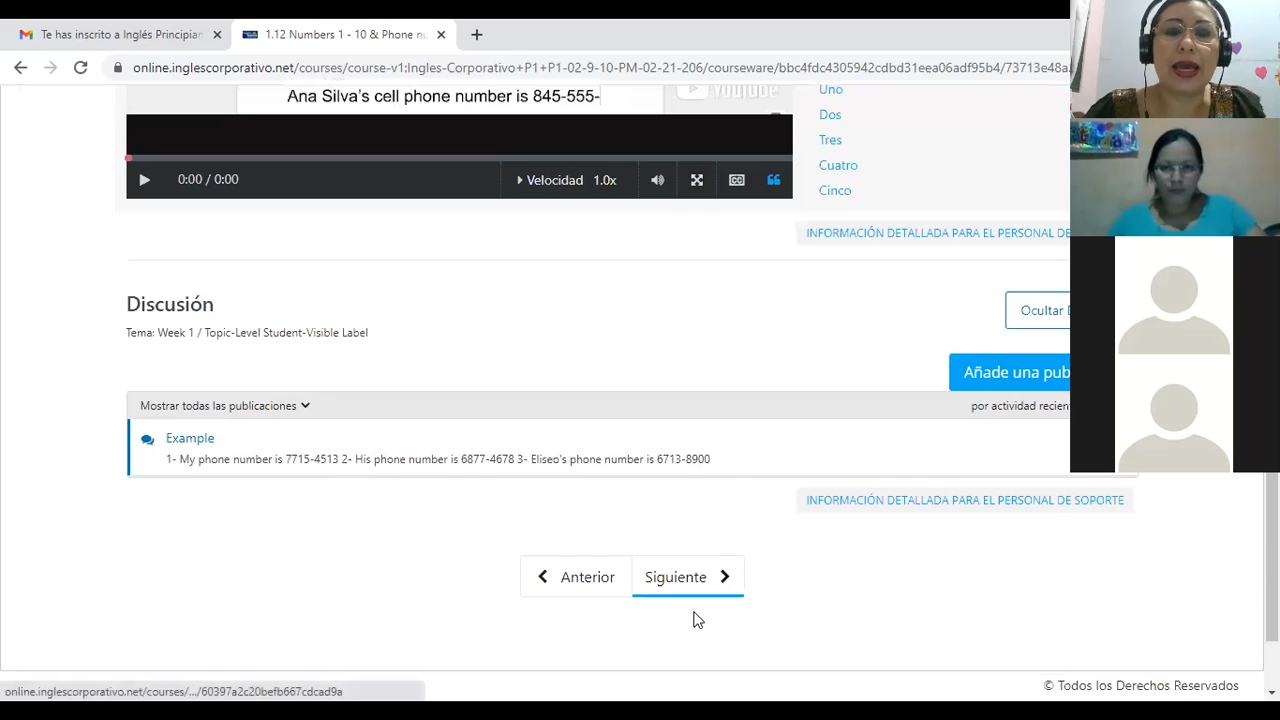 Te has inscrito a Inglés Principian
1.12 Numbers 1 - 10 & Phone nu
online.inglescorporativo.net/courses/course-v1:Ingles-Corporativo+P1+P1-02-9-10-PM-02-21-206/courseware/bbc4fdc4305942cdbd31eea06adf95b4/73713e48a
Ana Silva's cell phone number is 845-555-
YouTube
Uno
Dos
Tres
Cuatro
Cinco
0:00 / 0:00
Velocidad 1.0x
INFORMACIÓN DETALLADA PARA EL PERSONAL DE
Discusión
Ocultar
Tema: Week 1 / Topic-Level Student-Visible Label
Añade una pub
Mostrar todas las publicaciones
por actividad recien
Example
1- My phone number is 7715-4513 2- His phone number is 6877-4678 3- Eliseo's phone number is 6713-8900
INFORMACIÓN DETALLADA PARA EL PERSONAL DE SOPORTE
Anterior
Siguiente
© Todos los Derechos Reservados
online.inglescorporativo.net/courses/.../60397a2c20befb667cdcad9a